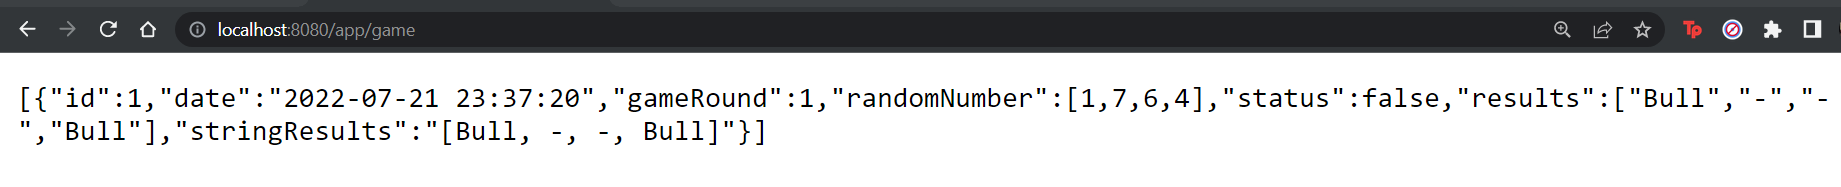 localhost:8080/app/game
Tp
[{"id":1,"date":"2022-07-21 23:37:20","gameRound":1,"randomNumber":[1,7,6,4],"status":false,"results":["Bull","-","-
","Bull"],"stringResults":"[Bull, -, -, Bull]"}]